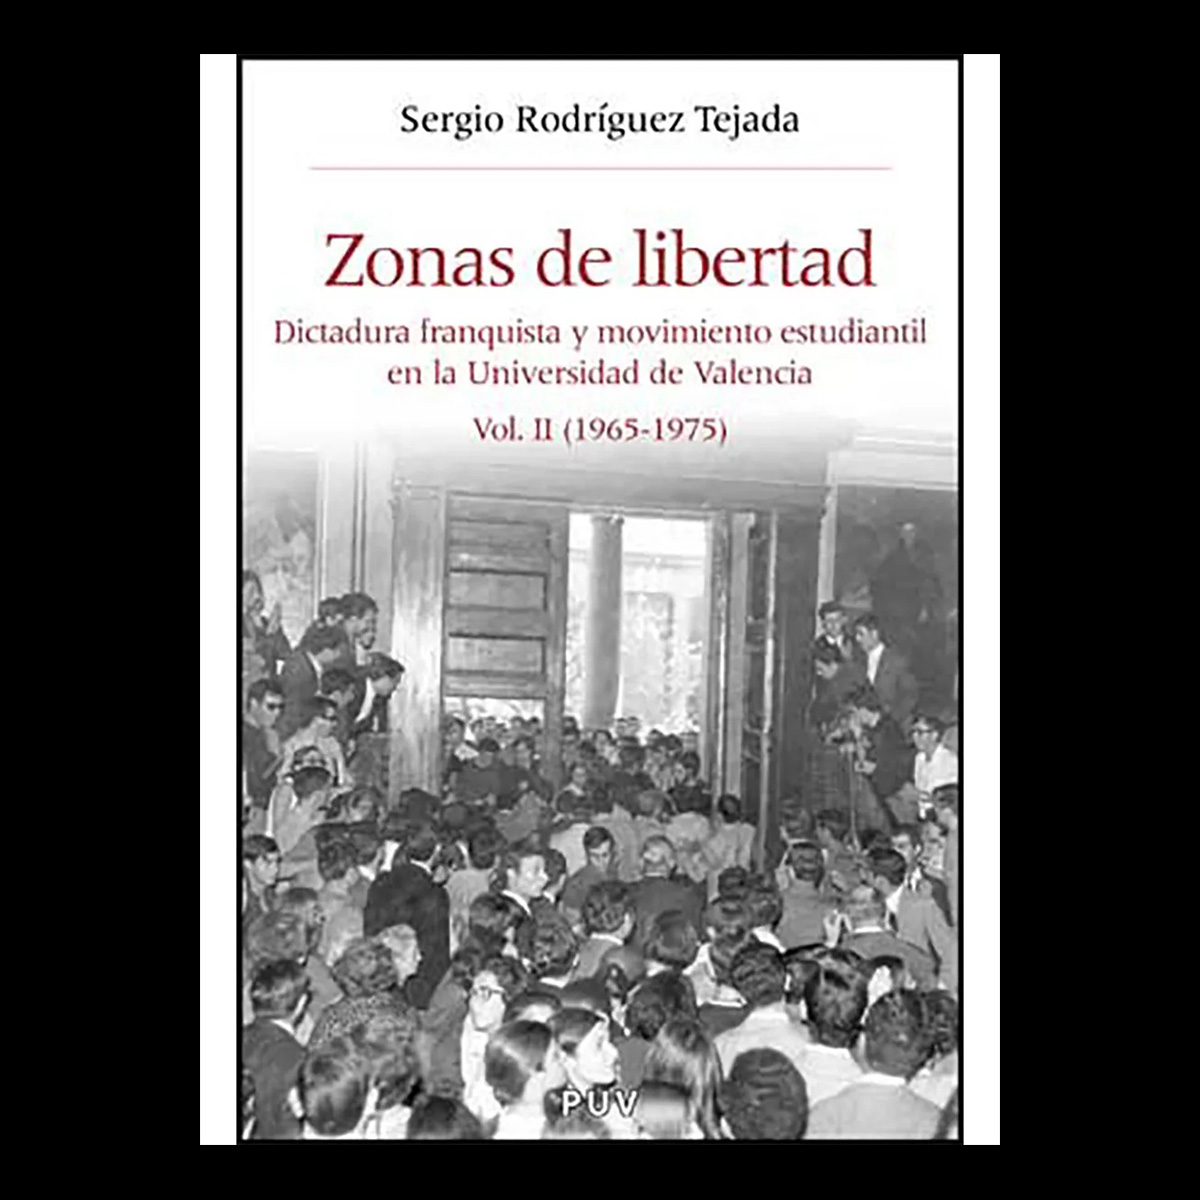 Sergio Rodríguez Tejada
Zonas de libertad
Dictadura franquista y movimiento estudiantil
en la Universidad de Valencia
Vol. II (1965-1975)
PUV